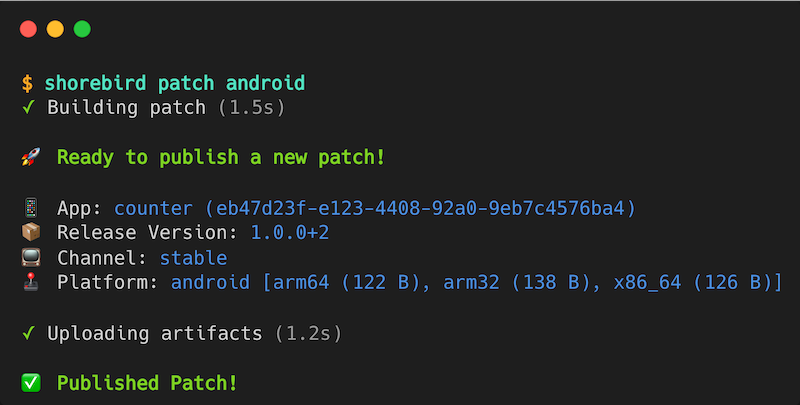 $ shorebird patch android
✓ Building patch (1.5s)
🚀 Ready to publish a new patch!
📱 App: counter (eb47d23f-e123-4408-92a0-9eb7c4576ba4)
📦 Release Version: 1.0.0+2
📺 Channel: stable
🕹️ Platform: android [arm64 (122 B), arm32 (138 B), x86_64 (126 B)]
✓ Uploading artifacts (1.2s)
✅ Published Patch!